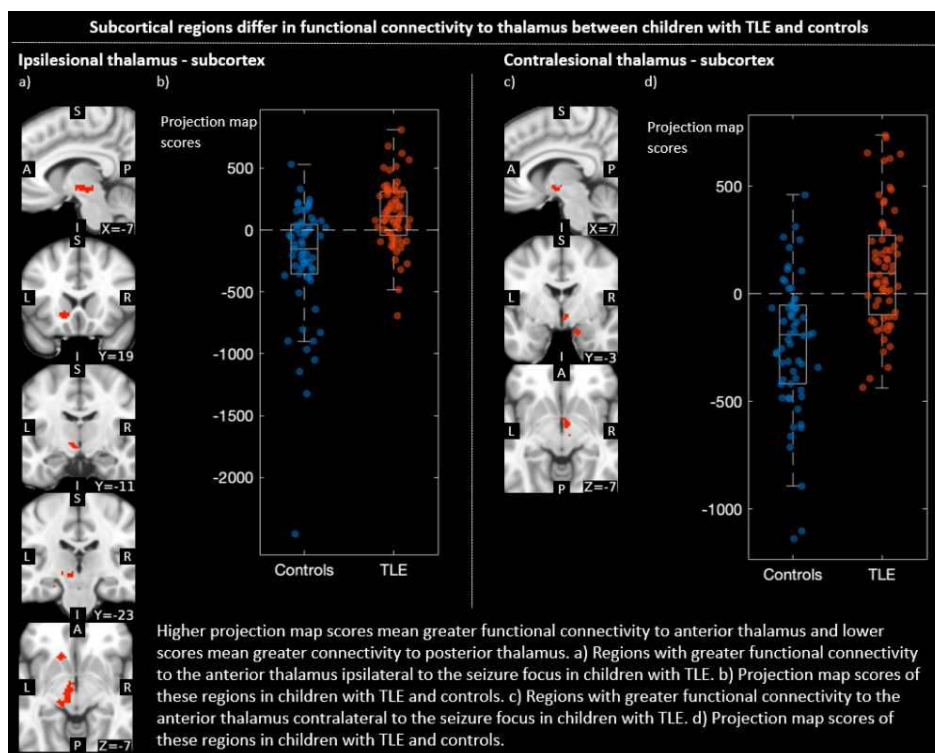 Subcortical regions differ in functional connectivity to thalamus between children with TLE and controls
Ipsilesional thalamus - subcortex
a)
b)
S
A
P
I
X=-7
S
L
R
I
Y=19
S
L
R
I
Y=-11
S
L
R
I
Y=-23
A
L
R
P
Z=-7
Projection map
scores
500
0
-500
-1000
-1500
-2000
Controls
TLE
Contralesional thalamus - subcortex
c)
d)
S
A
P
I
X=7
S
L
R
I
Y=-3
A
L
R
P
Z=-7
Projection map
scores
500
0
-500
-1000
Controls
TLE
Higher projection map scores mean greater functional connectivity to anterior thalamus and lower
scores mean greater connectivity to posterior thalamus. a) Regions with greater functional connectivity
to the anterior thalamus ipsilateral to the seizure focus in children with TLE. b) Projection map scores of
these regions in children with TLE and controls. c) Regions with greater functional connectivity to the
anterior thalamus contralateral to the seizure focus in children with TLE. d) Projection map scores of
these regions in children with TLE and controls.